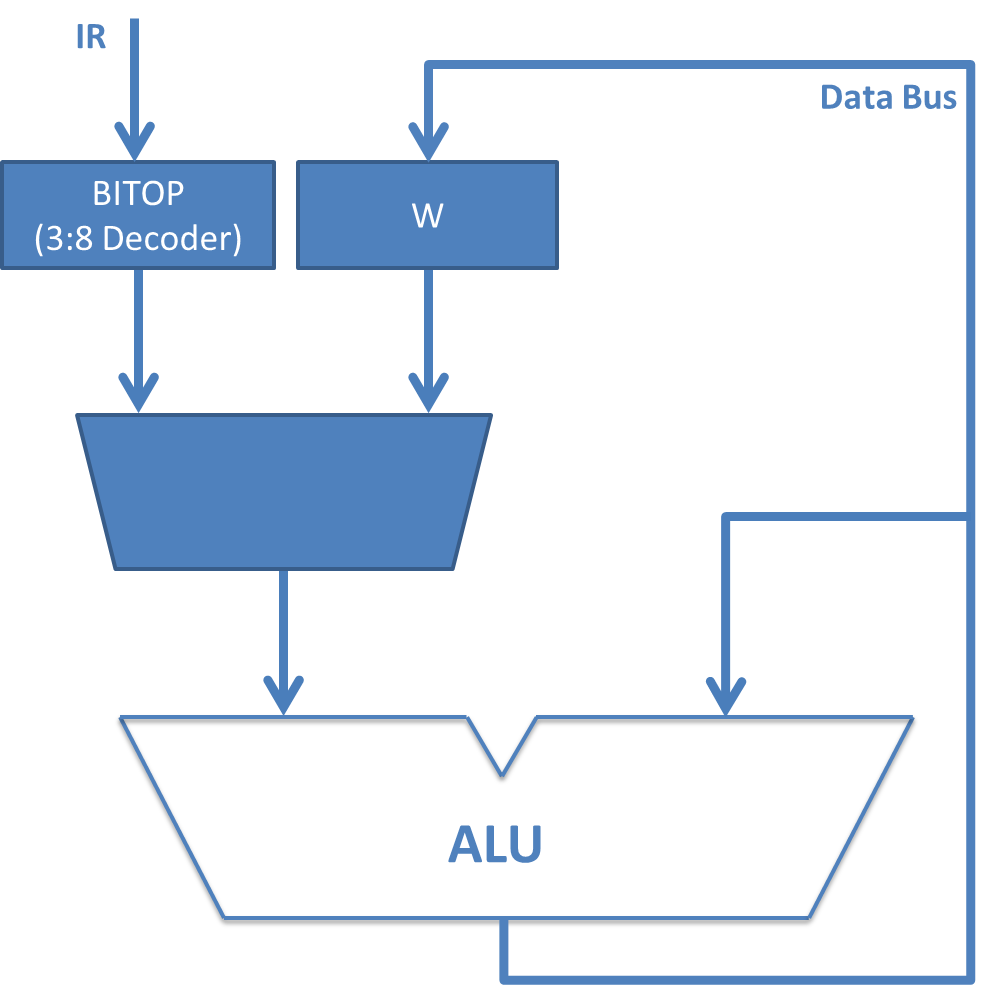 IR
Data Bus
BITOP
(3:8 Decoder)
W
ALU